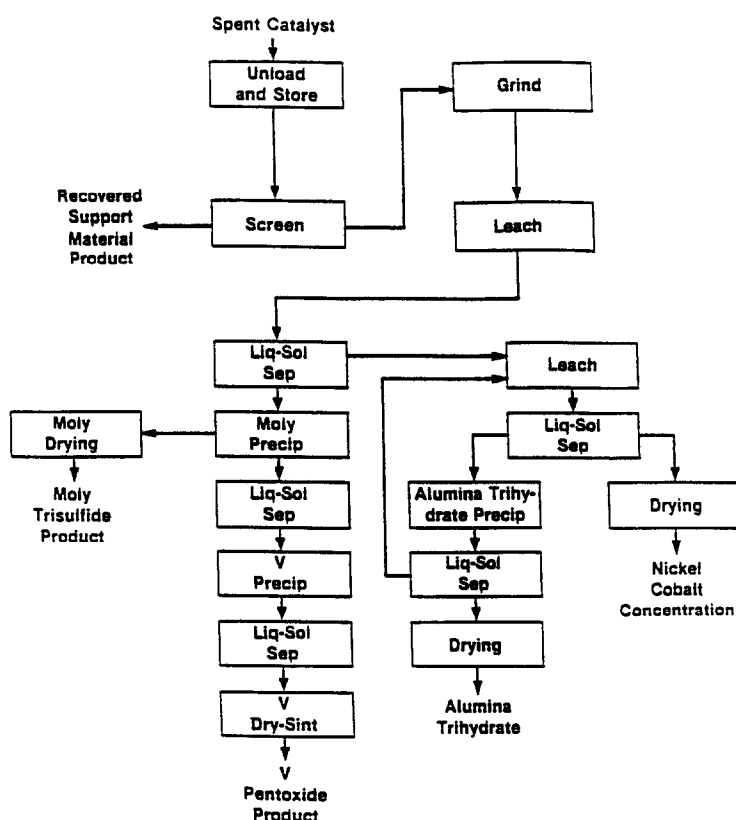 Spent Catalyst
Unload
and Store
Grind
Recovered
Support
Material
Product
Screen
Leach
Liq-Sol
Sep
Leach
Moly
Drying
Moly
Precip
Liq-Sol
Sep
Moly
Trisulfide
Product
Liq-Sol
Sep
Alumina Trihy-
drate Precip
Drying
V
Precip
Liq-Sol
Sep
Nickel
Cobalt
Concentration
Liq-Sol
Sep
Drying
V
Dry-Sint
Alumina
Trihydrate
V
Pentoxide
Product